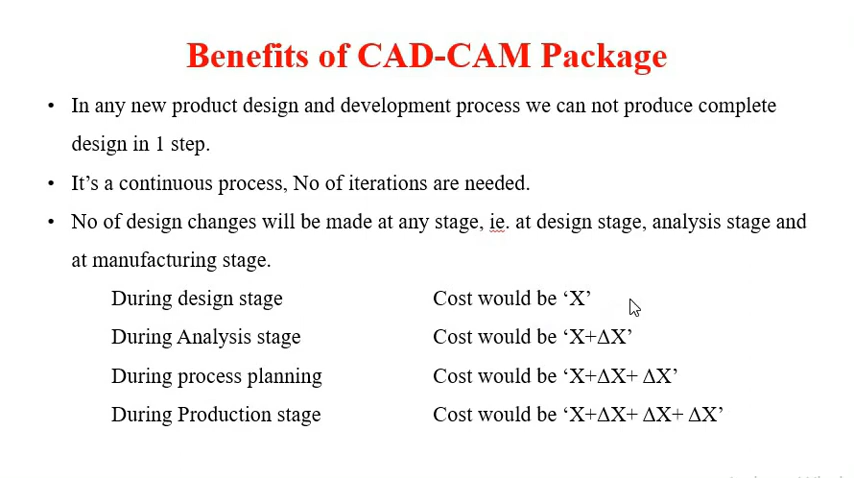 Benefits of CAD-CAM Package
• In any new product design and development process we can not produce complete
design in 1 step.
• It’s a continuous process, No of iterations are needed.
• No of design changes will be made at any stage, ie. at design stage, analysis stage and
at manufacturing stage.
During design stage Cost would be ‘X’
During Analysis stage Cost would be ‘X+ΔX’
During process planning Cost would be ‘X+ΔX+ ΔX’
During Production stage Cost would be ‘X+ΔX+ ΔX+ ΔX’